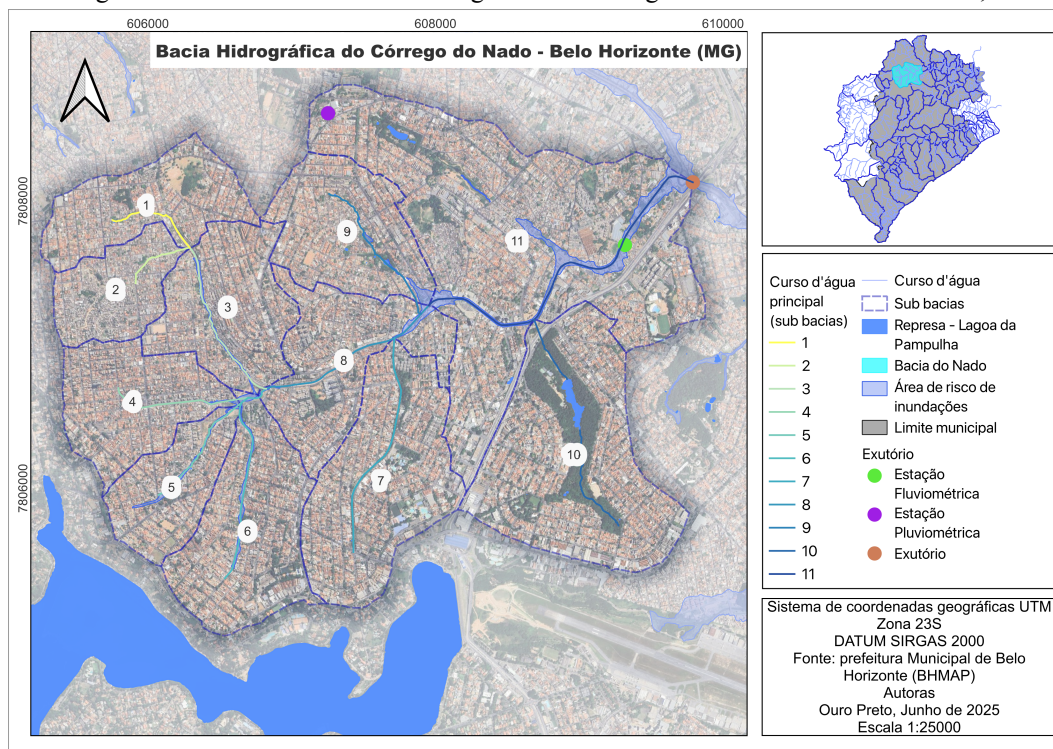 606000
608000
610000
Bacia Hidrográfica do Córrego do Nado - Belo Horizonte (MG)
7808000
7806000
1
2
3
4
5
6
7
8
9
10
11
Curso d'água
principal
(sub bacias)
1
2
3
4
5
6
7
8
9
10
11
Curso d'água
Sub bacias
Represa - Lagoa da
Pampulha
Bacia do Nado
Área de risco de
inundações
Limite municipal
Exutório
Estação
Fluviométrica
Estação
Pluviométrica
Exutório
Sistema de coordenadas geográficas UTM
Zona 23S
DATUM SIRGAS 2000
Fonte: prefeitura Municipal de Belo
Horizonte (BHMAP)
Autoras
Ouro Preto, Junho de 2025
Escala 1:25000